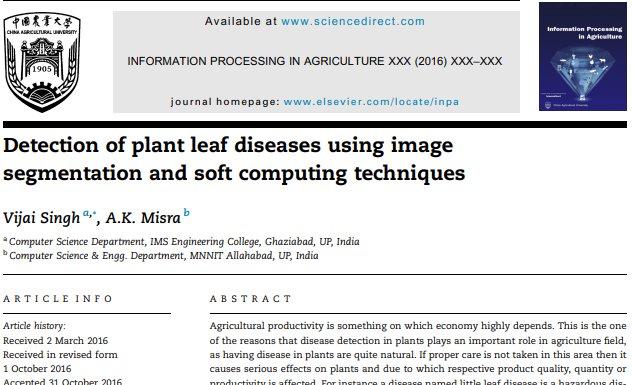 中國農業大學
CHINA AGRICULTURAL UNIVERSITY
1905
Available at www.sciencedirect.com
INFORMATION PROCESSING IN AGRICULTURE XXX (2016) XXX–XXX
journal homepage: www.elsevier.com/locate/inpa
Information Processing
in Agriculture
Detection of plant leaf diseases using image
segmentation and soft computing techniques
Vijai Singh a,*, A.K. Misra b
a Computer Science Department, IMS Engineering College, Ghaziabad, UP, India
b Computer Science & Engg. Department, MNNIT Allahabad, UP, India
ARTICLE INFO
Article history:
Received 2 March 2016
Received in revised form
1 October 2016
Accepted 31 October 2016
ABSTRACT
Agricultural productivity is something on which economy highly depends. This is the one
of the reasons that disease detection in plants plays an important role in agriculture field,
as having disease in plants are quite natural. If proper care is not taken in this area then it
causes serious effects on plants and due to which respective product quality, quantity or
productivity is affected. For instance a disease named little leaf disease is a hazardous dis-